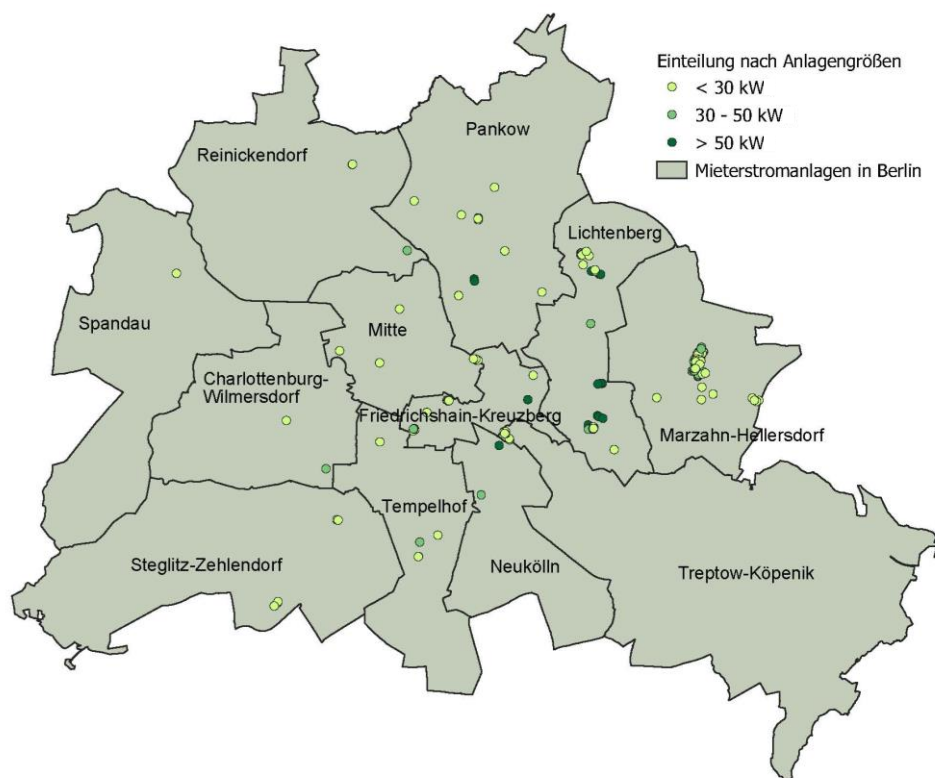 Einteilung nach Anlagengrößen
< 30 kW
30 - 50 kW
> 50 kW
Mieterstromanlagen in Berlin
Pankow
Reinickendorf
Lichtenberg
Spandau
Mitte
Charlottenburg-
Wilmersdorf
Friedrichshain-Kreuzberg
Marzahn-Hellersdorf
Tempelhof
Steglitz-Zehlendorf
Neukölln
Treptow-Köpenik